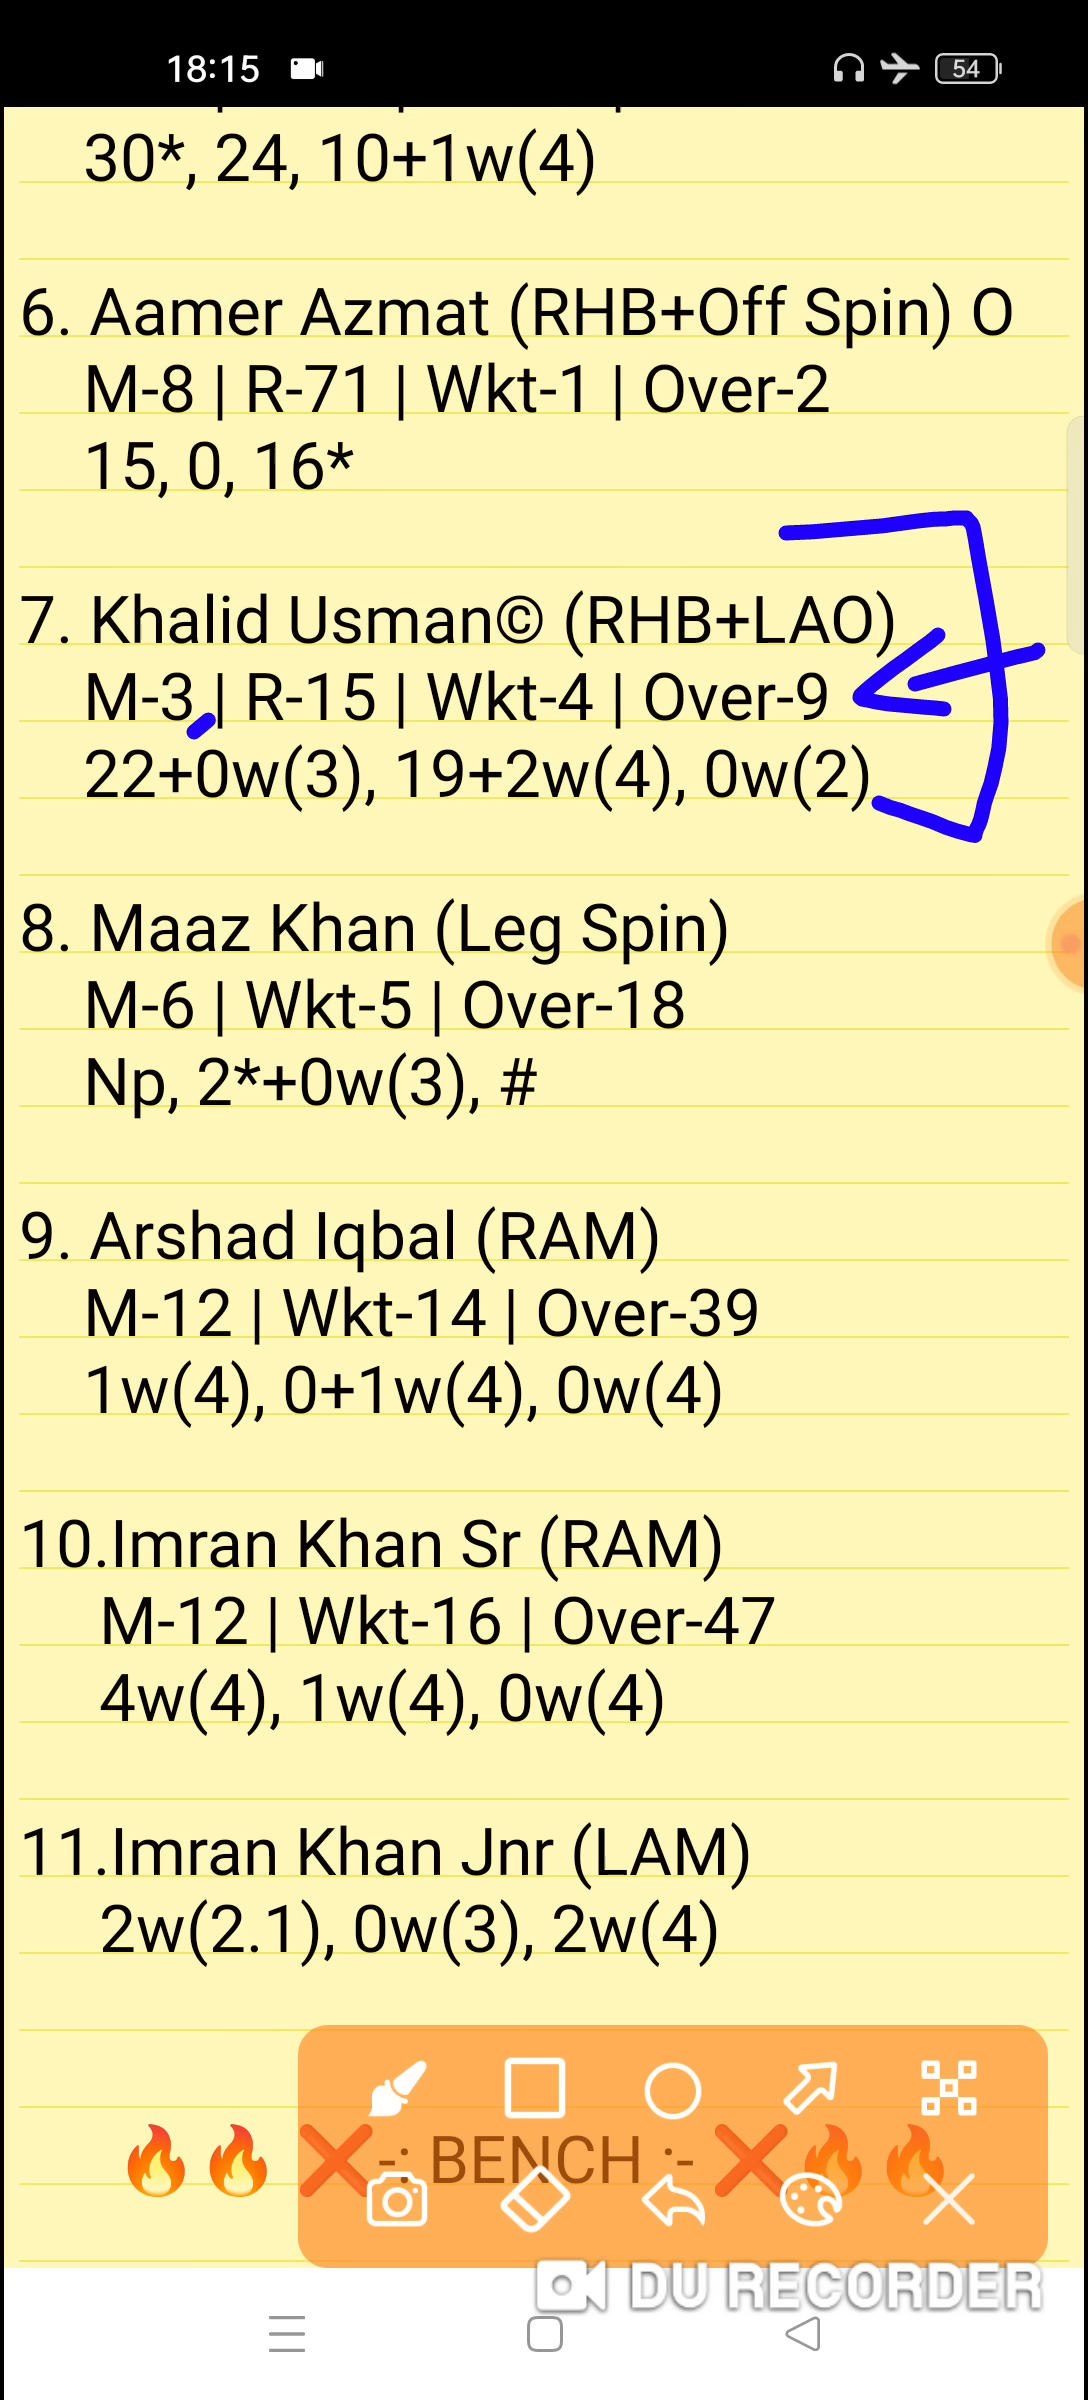 18:15
54
30*, 24, 10+1w(4)
6. Aamer Azmat (RHB+Off Spin) O
M-8 | R-71 | Wkt-1 | Over-2
15, 0, 16*
7. Khalid Usman© (RHB+LAO)
M-3 | R-15 | Wkt-4 | Over-9
22+0w(3), 19+2w(4), 0w(2)
8. Maaz Khan (Leg Spin)
M-6 | Wkt-5 | Over-18
Np, 2*+0w(3), #
9. Arshad Iqbal (RAM)
M-12 | Wkt-14 | Over-39
1w(4), 0+1w(4), 0w(4)
10.Imran Khan Sr (RAM)
M-12 | Wkt-16 | Over-47
4w(4), 1w(4), 0w(4)
11.Imran Khan Jnr (LAM)
2w(2.1), 0w(3), 2w(4)
🔥🔥 ❌-: BENCH :- ❌🔥🔥
DU RECORDER